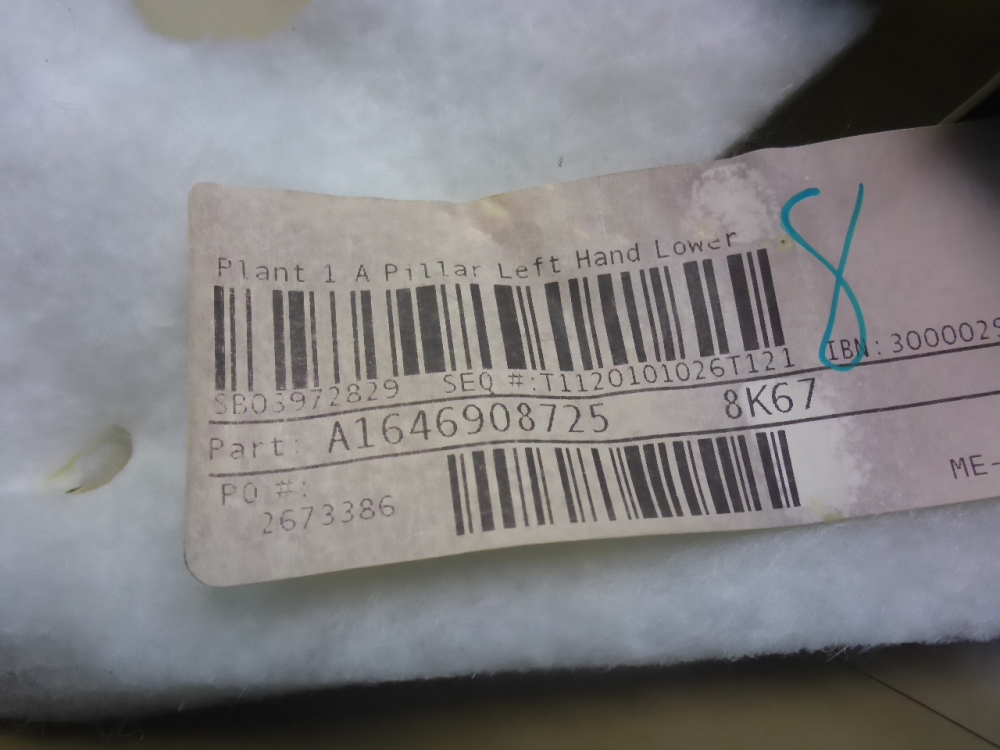 Plant 1 A Pillar Left Hand Lower
8
SB03972829 SEQ #:T1120101026T121 IBN:3000029
Part: A1646908725 8K67
PO #:
2673386
ME-